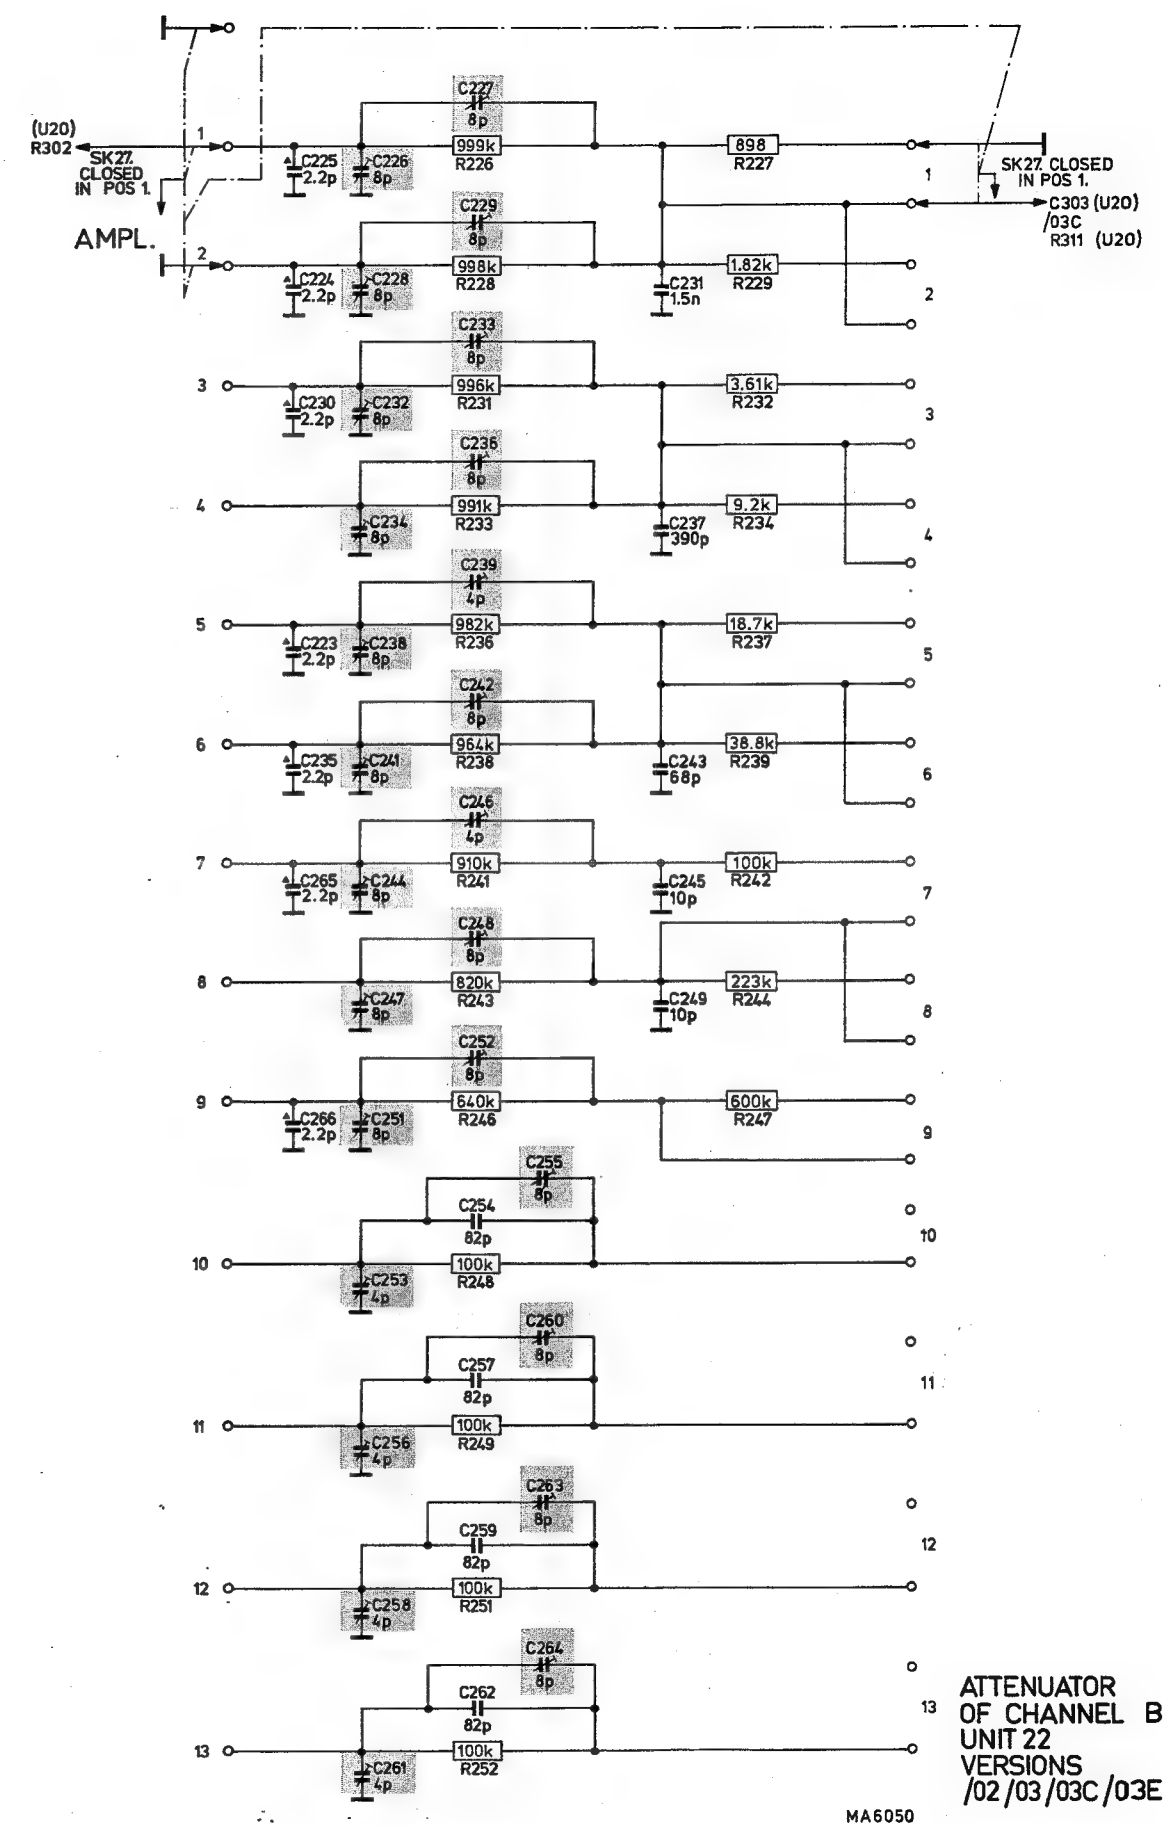 C227
8p
(U20)
R302
1
999k
R226
898
R227
SK27.
CLOSED
IN POS 1.
C225
2.2p
C226
8p
1
SK27. CLOSED
IN POS 1.
C303 (U20)
/03C
R311 (U20)
AMPL.
C229
8p
2
998k
R228
1.82k
R229
C224
2.2p
C228
8p
C231
1.5n
2
C233
8p
3
996k
R231
3.61k
R232
C230
2.2p
C232
8p
3
C236
8p
4
991k
R233
9.2k
R234
C234
8p
C237
390p
4
C239
4p
5
982k
R236
18.7k
R237
C223
2.2p
C238
8p
5
C242
8p
6
964k
R238
38.8k
R239
C235
2.2p
C241
8p
C243
68p
6
C246
4p
7
910k
R241
100k
R242
C265
2.2p
C244
8p
C245
10p
7
C248
8p
8
820k
R243
223k
R244
C247
8p
C249
10p
8
C252
8p
9
640k
R246
600k
R247
C266
2.2p
C251
8p
9
C255
8p
C254
82p
10
10
100k
R248
C253
4p
C260
8p
C257
82p
11
11
100k
R249
C256
4p
C263
8p
C259
82p
12
12
100k
R251
C258
4p
C264
8p
C262
82p
13
13
100k
R252
C261
4p
ATTENUATOR
OF CHANNEL B
UNIT 22
VERSIONS
/02/03/03C/03E
MA6050